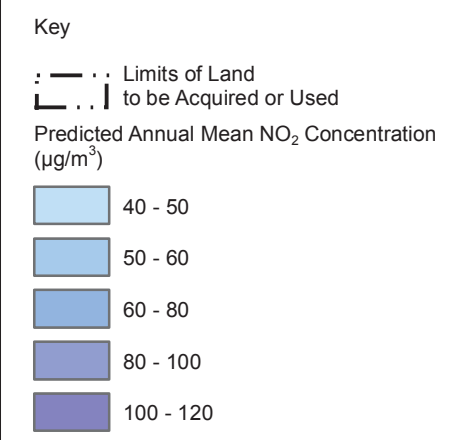 Key
Limits of Land
to be Acquired or Used
Predicted Annual Mean NO₂ Concentration
(µg/m³)
40 - 50
50 - 60
60 - 80
80 - 100
100 - 120